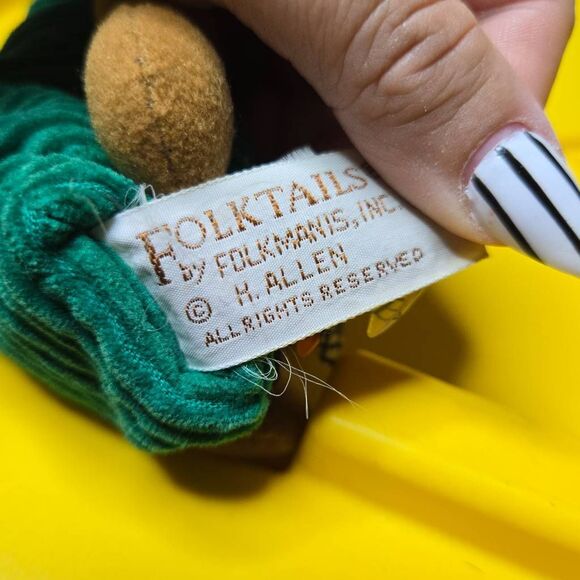 FOLKTAILS
by FOLKMANIS, INC.
© H. ALLEN
ALL RIGHTS RESERVED